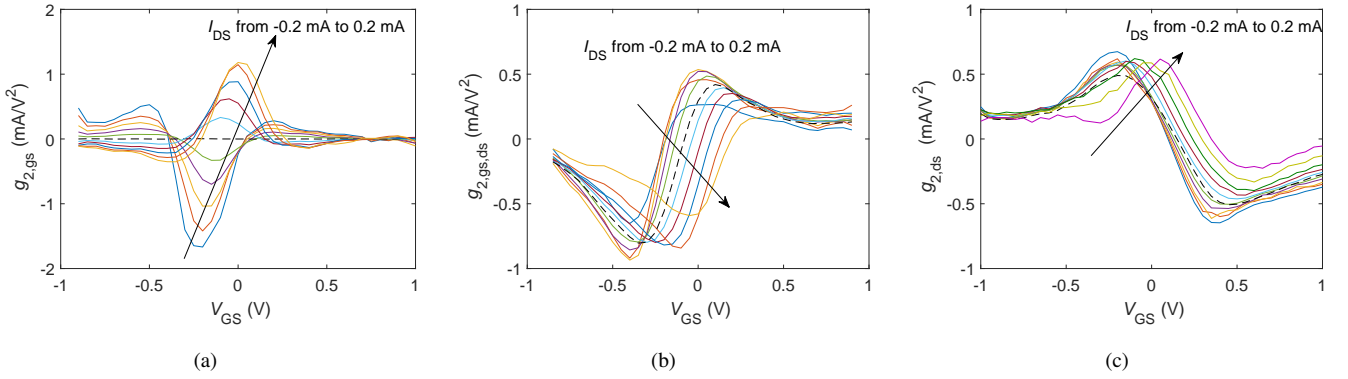 I_DS from -0.2 mA to 0.2 mA
g_2,gs (mA/V^2)
2
1
0
-1
-2
-1
-0.5
0
0.5
1
V_GS (V)
(a)
I_DS from -0.2 mA to 0.2 mA
g_2,gs,ds (mA/V^2)
1
0.5
0
-0.5
-1
-1
-0.5
0
0.5
1
V_GS (V)
(b)
I_DS from -0.2 mA to 0.2 mA
g_2,ds (mA/V^2)
1
0.5
0
-0.5
-1
-1
-0.5
0
0.5
1
V_GS (V)
(c)